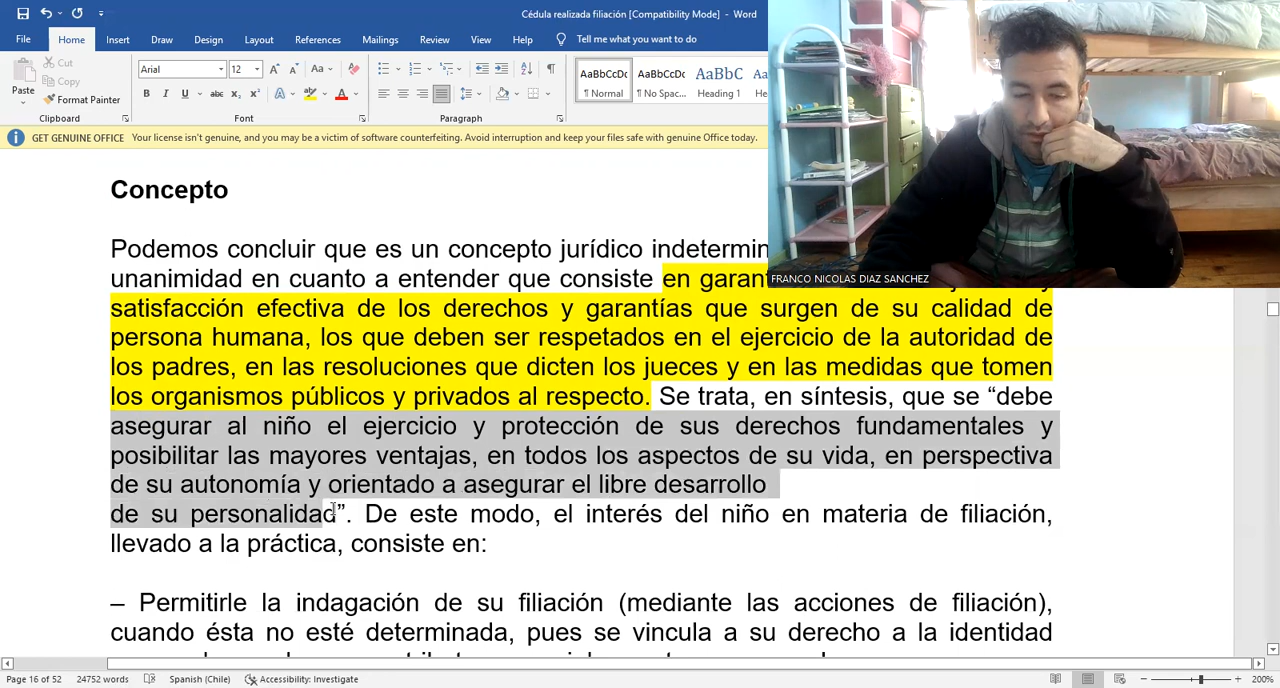 Cédula realizada filiación [Compatibility Mode] - Word
File Home Insert Draw Design Layout References Mailings Review View Help Tell me what you want to do
Paste
Cut
Copy
Format Painter
Clipboard
Arial 12
Font
Paragraph
AaBbCcDc AaBbCcDc AaBbC AaBbCc
¶ Normal ¶ No Spac... Heading 1
GET GENUINE OFFICE Your license isn't genuine, and you may be a victim of software counterfeiting. Avoid interruption and keep your files safe with genuine Office today.
FRANCO NICOLAS DIAZ SANCHEZ
Concepto
Podemos concluir que es un concepto jurídico
unanimidad en cuanto a entender que consiste en
satisfacción efectiva de los derechos y garantías que surgen de su calidad de
persona humana, los que deben ser respetados en el ejercicio de la autoridad de
los padres, en las resoluciones que dicten los jueces y en las medidas que tomen
los organismos públicos y privados al respecto. Se trata, en síntesis, que se “debe
asegurar al niño el ejercicio y protección de sus derechos fundamentales y
posibilitar las mayores ventajas, en todos los aspectos de su vida, en perspectiva
de su autonomía y orientado a asegurar el libre desarrollo
de su personalidad”. De este modo, el interés del niño en materia de filiación,
llevado a la práctica, consiste en:
– Permitirle la indagación de su filiación (mediante las acciones de filiación),
cuando ésta no esté determinada, pues se vincula a su derecho a la identidad
Page 16 of 52 24752 words Spanish (Chile) Accessibility: Investigate 200%